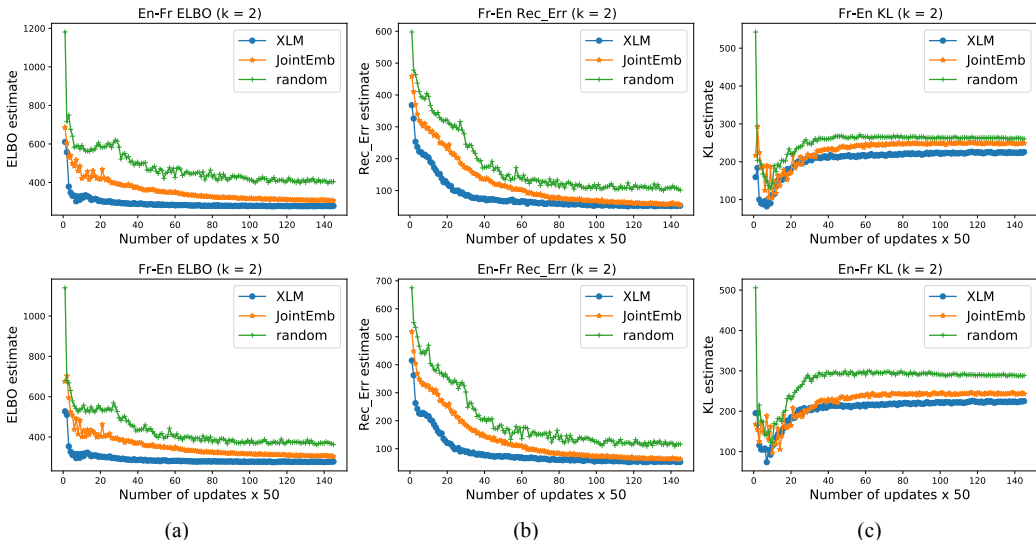 En-Fr ELBO (k = 2)
1200
1000
800
600
400
ELBO estimate
XLM
JointEmb
random
0 20 40 60 80 100 120 140
Number of updates x 50
Fr-En Rec_Err (k = 2)
600
500
400
300
200
100
Rec_Err estimate
XLM
JointEmb
random
0 20 40 60 80 100 120 140
Number of updates x 50
Fr-En KL (k = 2)
500
400
300
200
100
KL estimate
XLM
JointEmb
random
0 20 40 60 80 100 120 140
Number of updates x 50
Fr-En ELBO (k = 2)
1000
800
600
400
ELBO estimate
XLM
JointEmb
random
0 20 40 60 80 100 120 140
Number of updates x 50
(a)
En-Fr Rec_Err (k = 2)
700
600
500
400
300
200
100
Rec_Err estimate
XLM
JointEmb
random
0 20 40 60 80 100 120 140
Number of updates x 50
(b)
En-Fr KL (k = 2)
500
400
300
200
100
KL estimate
XLM
JointEmb
random
0 20 40 60 80 100 120 140
Number of updates x 50
(c)